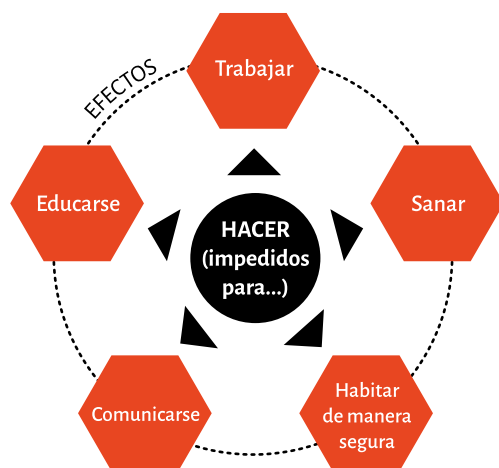 EFECTOS
Trabajar
Educarse
Sanar
HACER
(impedidos
para...)
Comunicarse
Habitar
de manera
segura